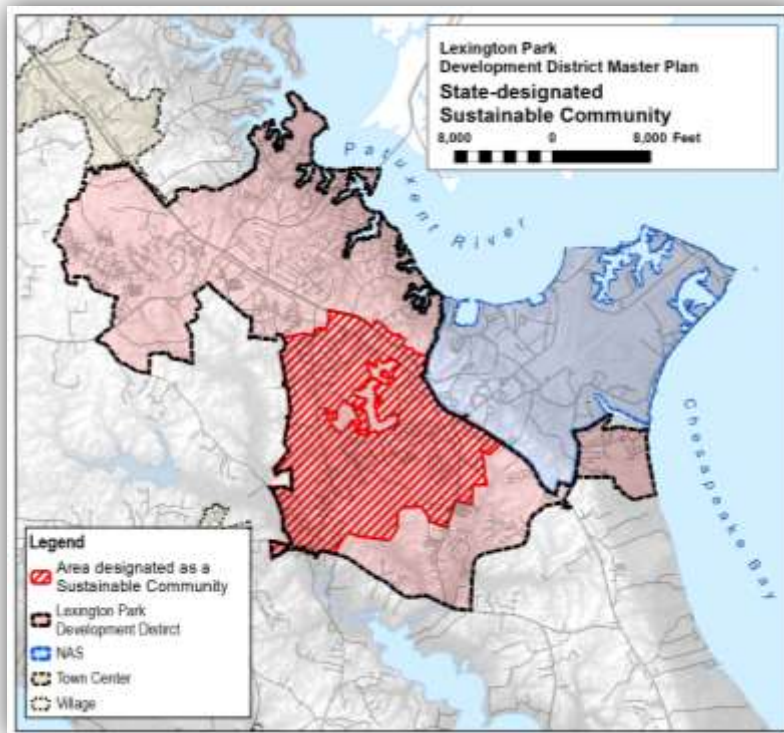 Lexington Park
Development District Master Plan
State-designated
Sustainable Community
8,000 0 8,000 Feet
Patuxent River
Chesapeake Bay
Legend
Area designated as a
Sustainable Community
Lexington Park
Development Distirct
NAS
Town Center
Village